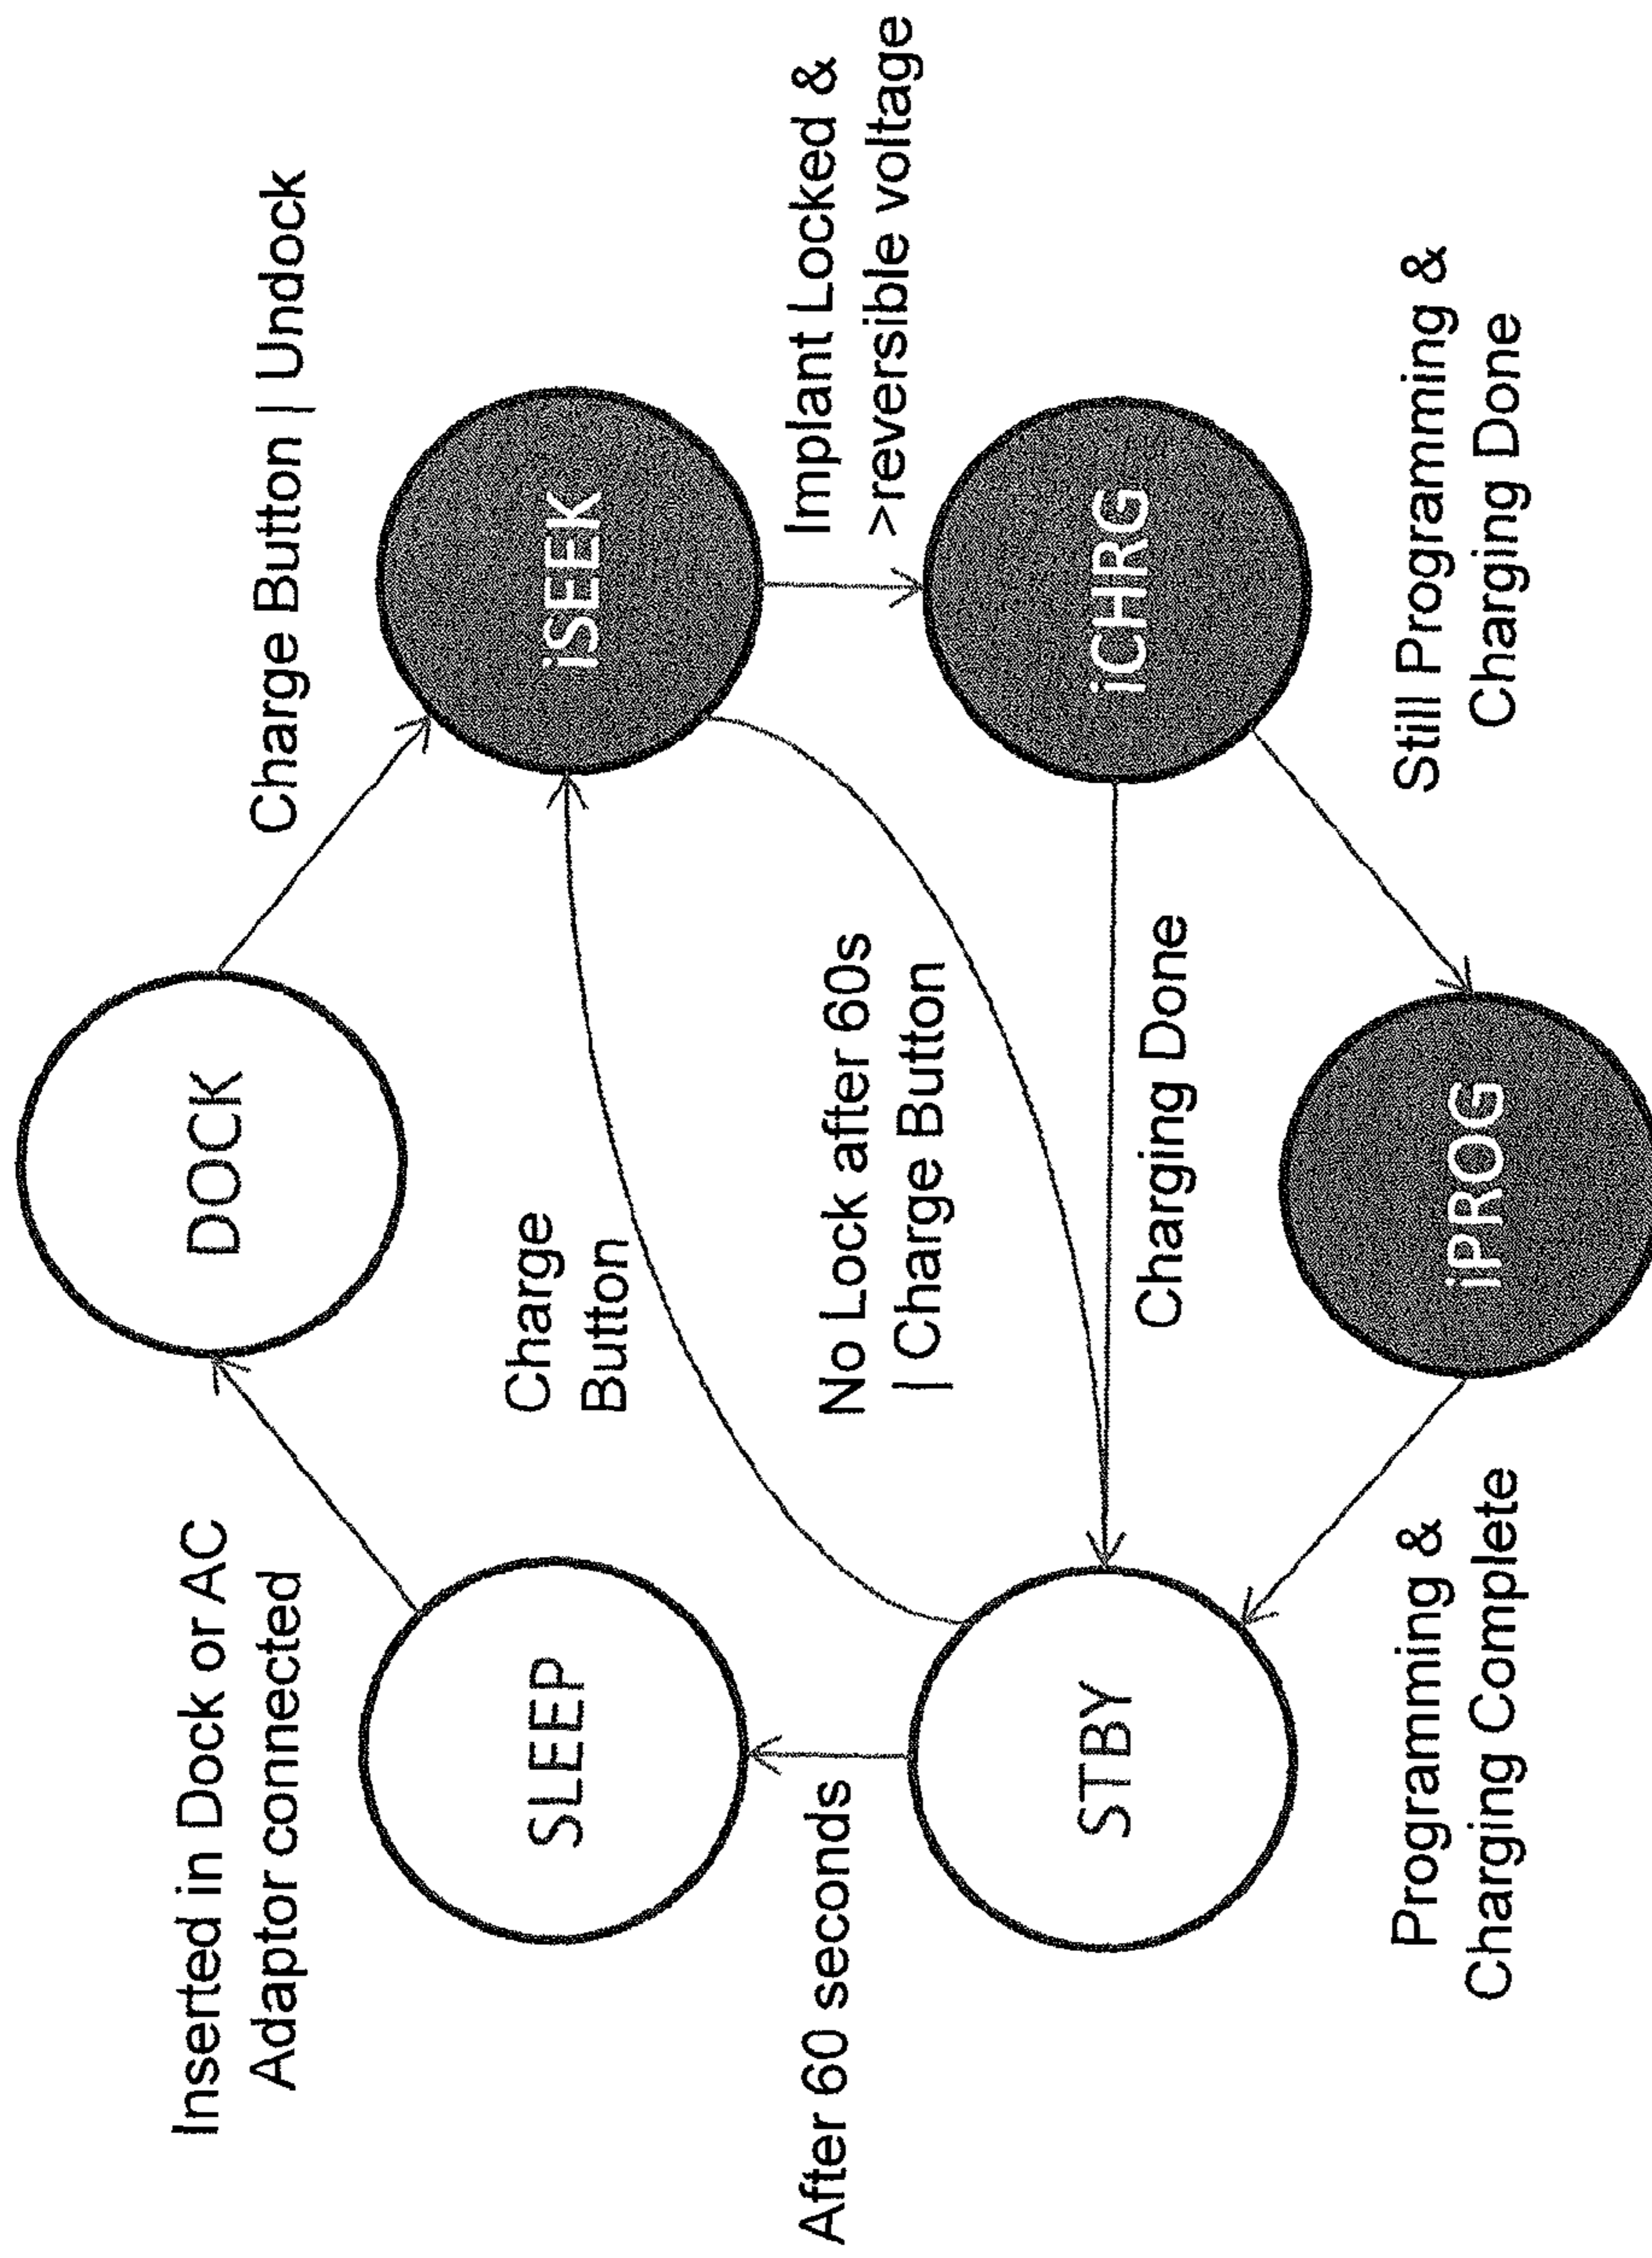 Inserted in Dock or AC
Adaptor connected
DOCK
Charge Button | Undock
SLEEP
Charge
Button
iSEEK
After 60 seconds
No Lock after 60s
| Charge Button
Implant Locked &
>reversible voltage
STBY
Charging Done
iCHRG
Programming &
Charging Complete
iPROG
Still Programming &
Charging Done